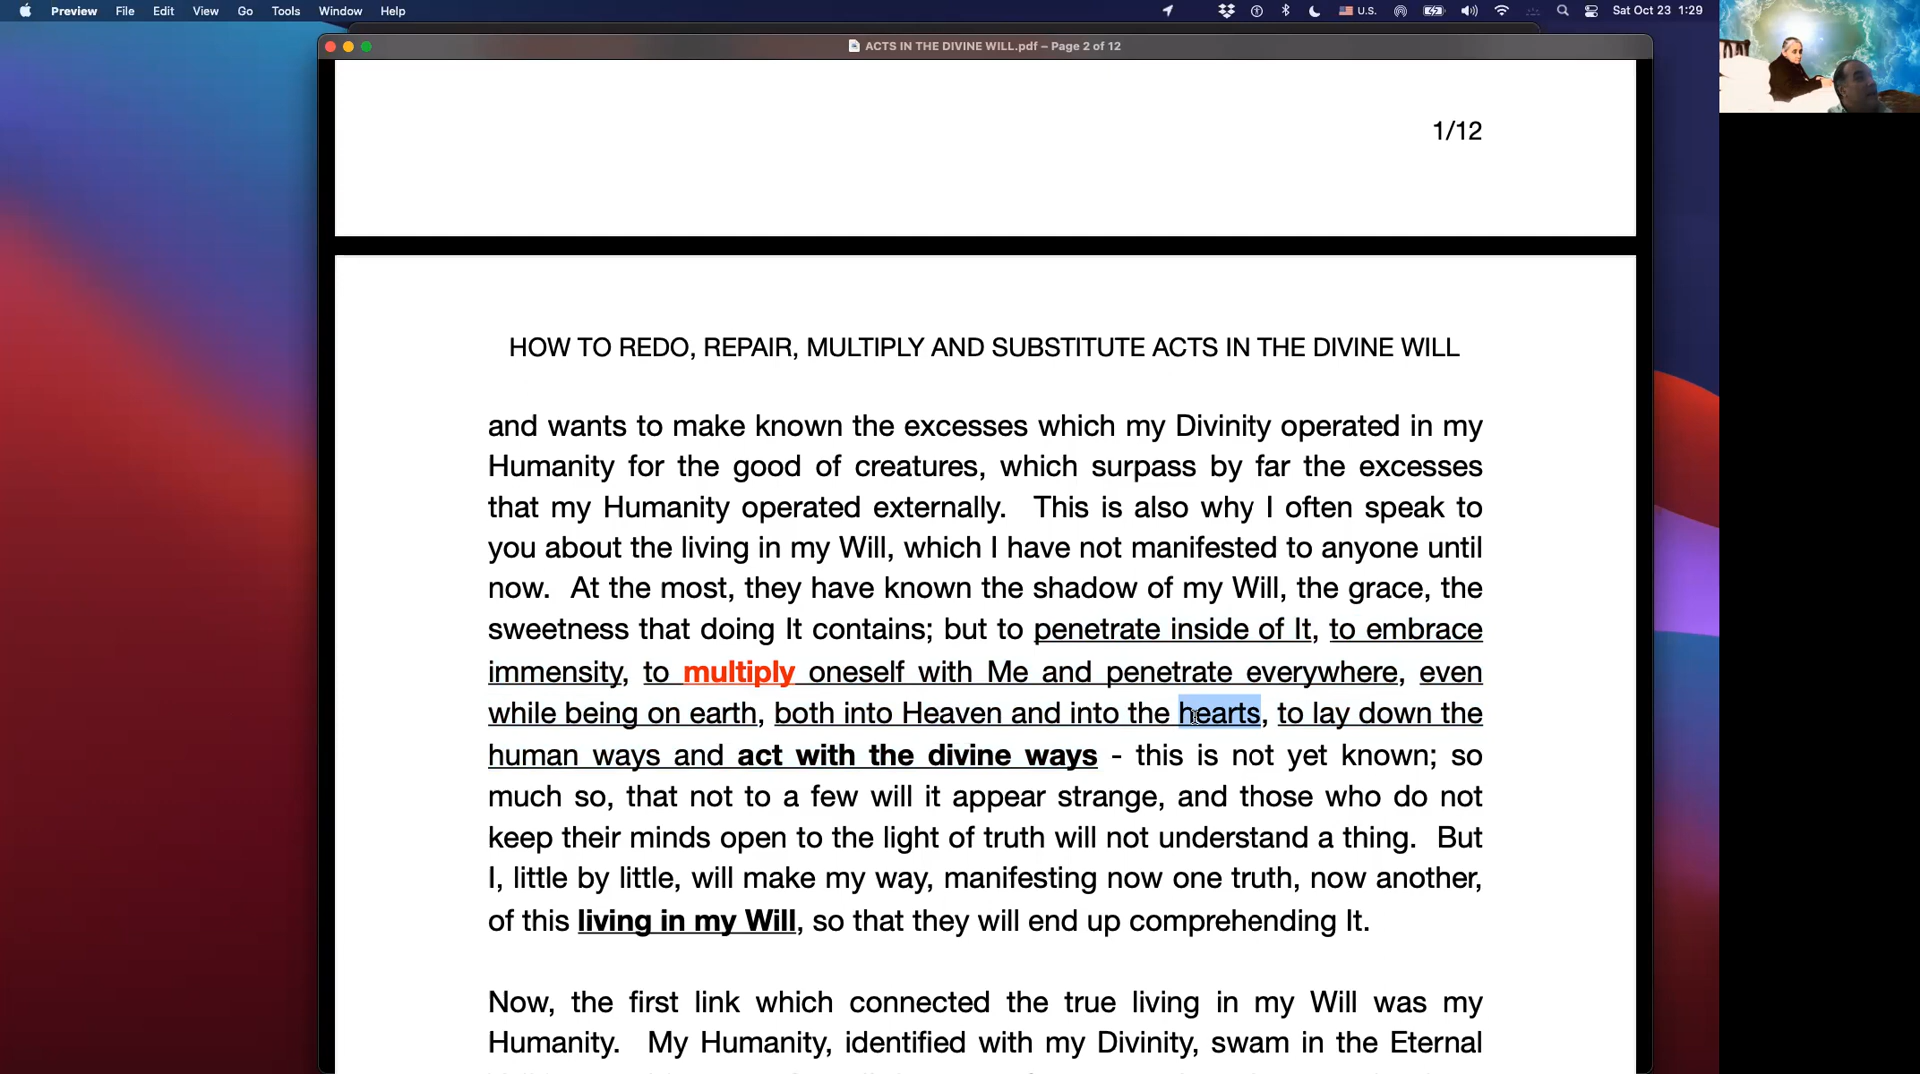 Preview File Edit View Go Tools Window Help U.S. Sat Oct 23 1:29
ACTS IN THE DIVINE WILL.pdf – Page 2 of 12
1/12
HOW TO REDO, REPAIR, MULTIPLY AND SUBSTITUTE ACTS IN THE DIVINE WILL
and wants to make known the excesses which my Divinity operated in my
Humanity for the good of creatures, which surpass by far the excesses
that my Humanity operated externally. This is also why I often speak to
you about the living in my Will, which I have not manifested to anyone until
now. At the most, they have known the shadow of my Will, the grace, the
sweetness that doing It contains; but to penetrate inside of It, to embrace
immensity, to multiply oneself with Me and penetrate everywhere, even
while being on earth, both into Heaven and into the hearts, to lay down the
human ways and act with the divine ways - this is not yet known; so
much so, that not to a few will it appear strange, and those who do not
keep their minds open to the light of truth will not understand a thing. But
I, little by little, will make my way, manifesting now one truth, now another,
of this living in my Will, so that they will end up comprehending It.
Now, the first link which connected the true living in my Will was my
Humanity. My Humanity, identified with my Divinity, swam in the Eternal